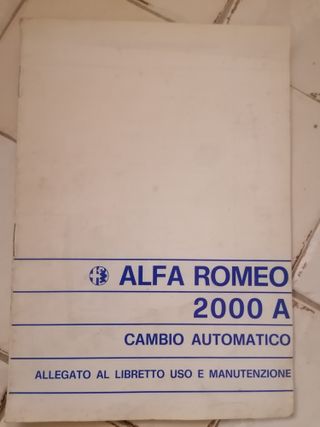 ALFA ROMEO
2000 A
CAMBIO AUTOMATICO
ALLEGATO AL LIBRETTO USO E MANUTENZIONE